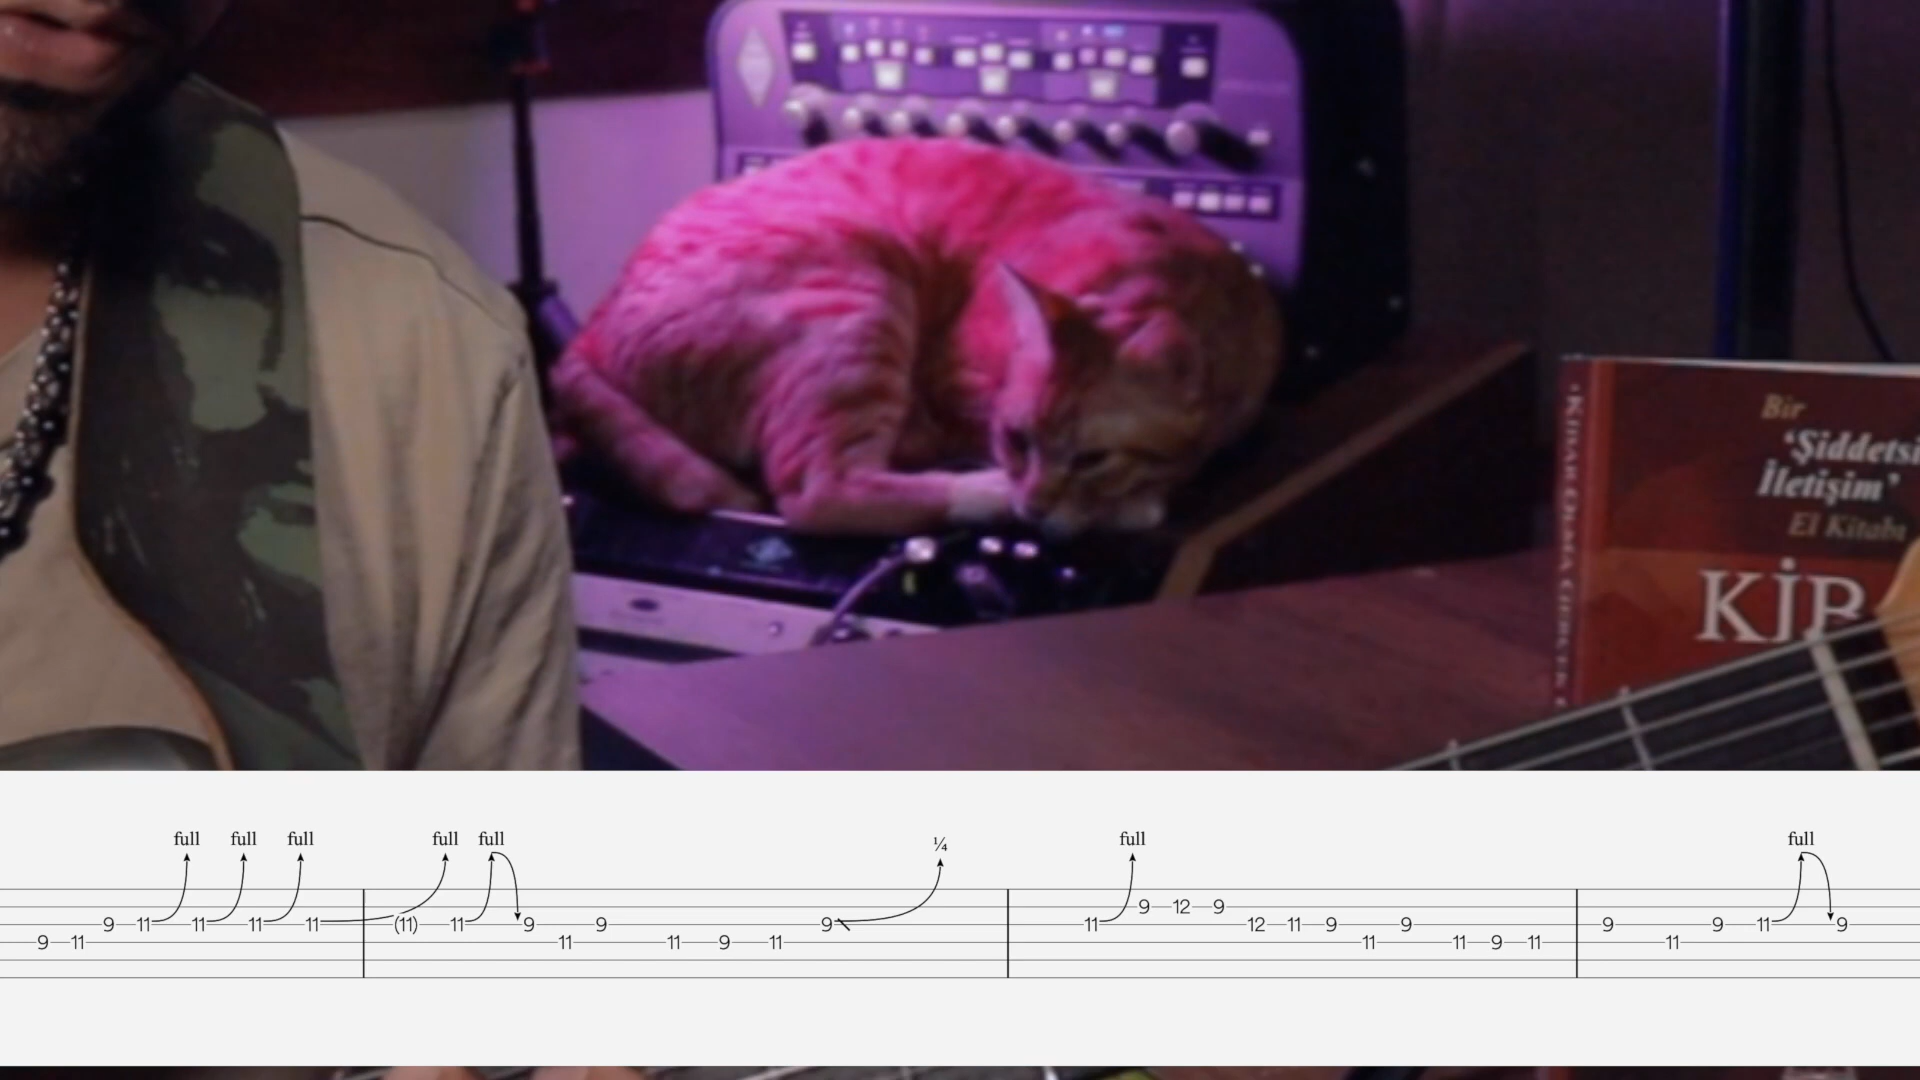 Bir
'Şiddetsi
İletişim'
El Kitabı
KİB
full full full full full ¼ full full
9 12 9
9 11 11 11 11 (11) 11 9 9 9 11 12 11 9 9 9 9 11 9
9 11 11 11 9 11 11 11 9 11 11